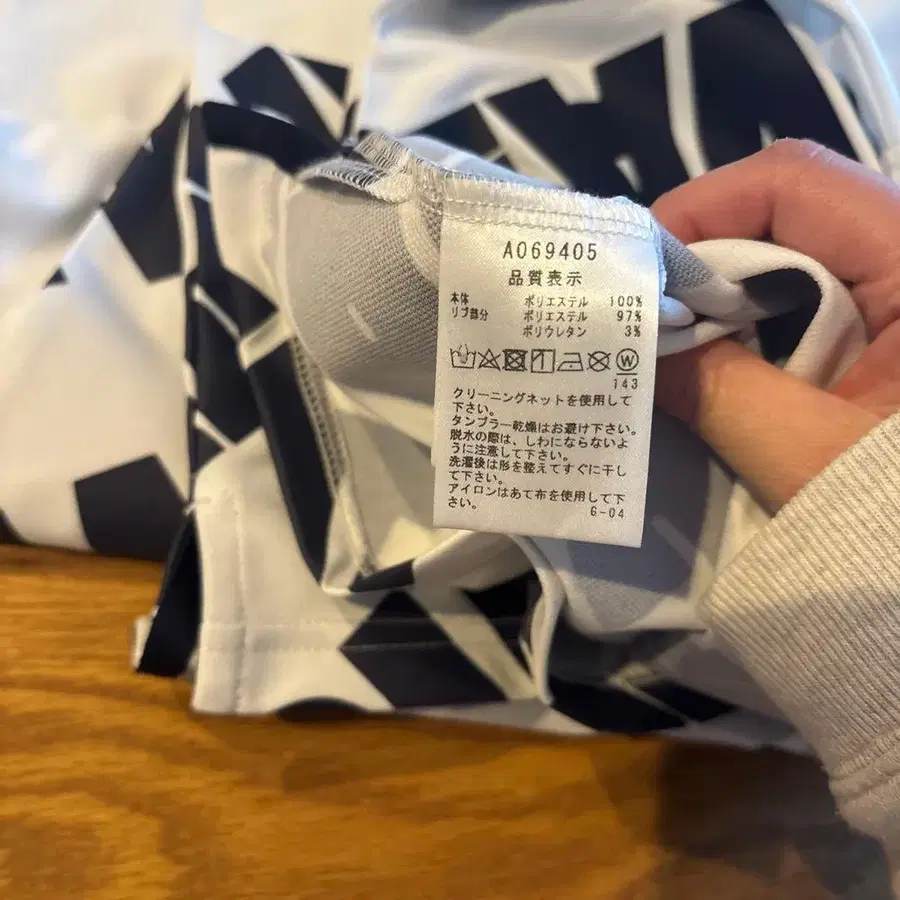 A069405
品質表示
本体 ポリエステル 100%
リブ部分 ポリエステル 97%
ポリウレタン 3%
W
143
クリーニングネットを使用して
下さい。
タンブラー乾燥はお避け下さい。
脱水の際は、しわにならないよ
うに注意して下さい。
洗濯後は形を整えてすぐに干し
て下さい。
アイロンはあて布を使用して下
さい。
G-04